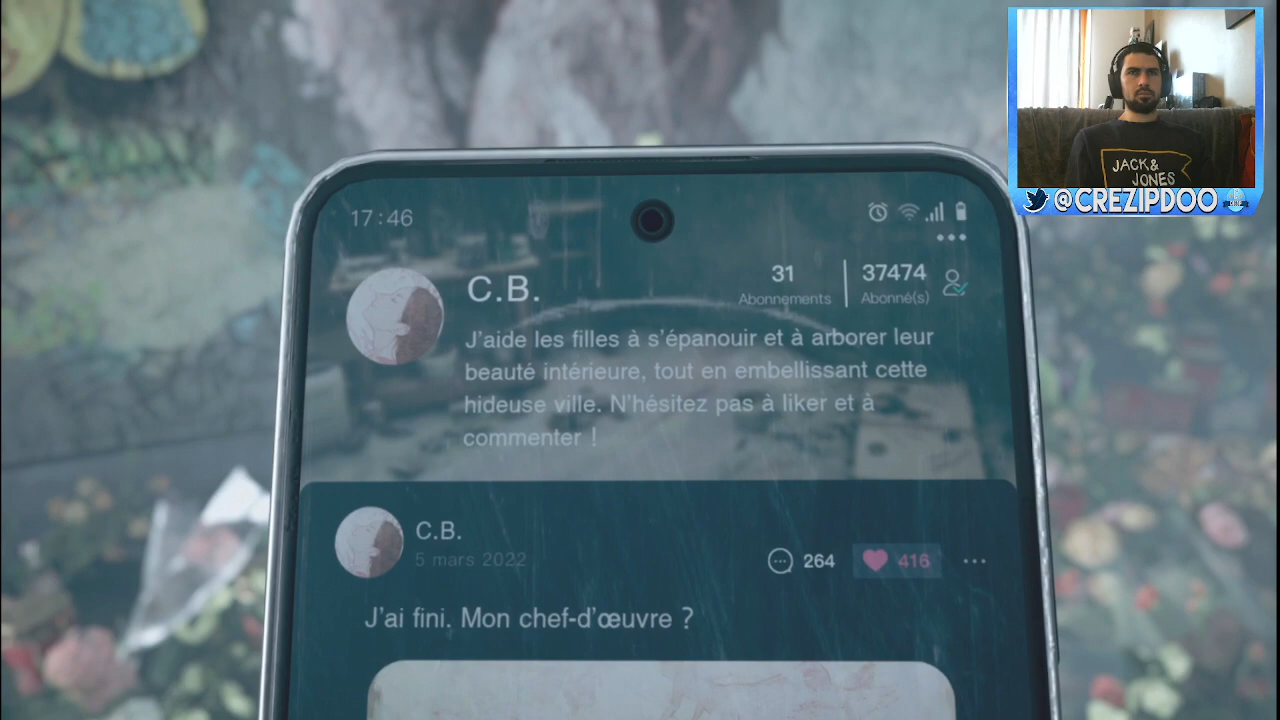 JACK&
JONES
@CREZIPDOO
17:46
C.B.
31
Abonnements
37474
Abonné(s)
J'aide les filles à s'épanouir et à arborer leur
beauté intérieure, tout en embellissant cette
hideuse ville. N'hésitez pas à liker et à
commenter !
C.B.
5 mars 2022
264
416
J'ai fini. Mon chef-d'œuvre ?